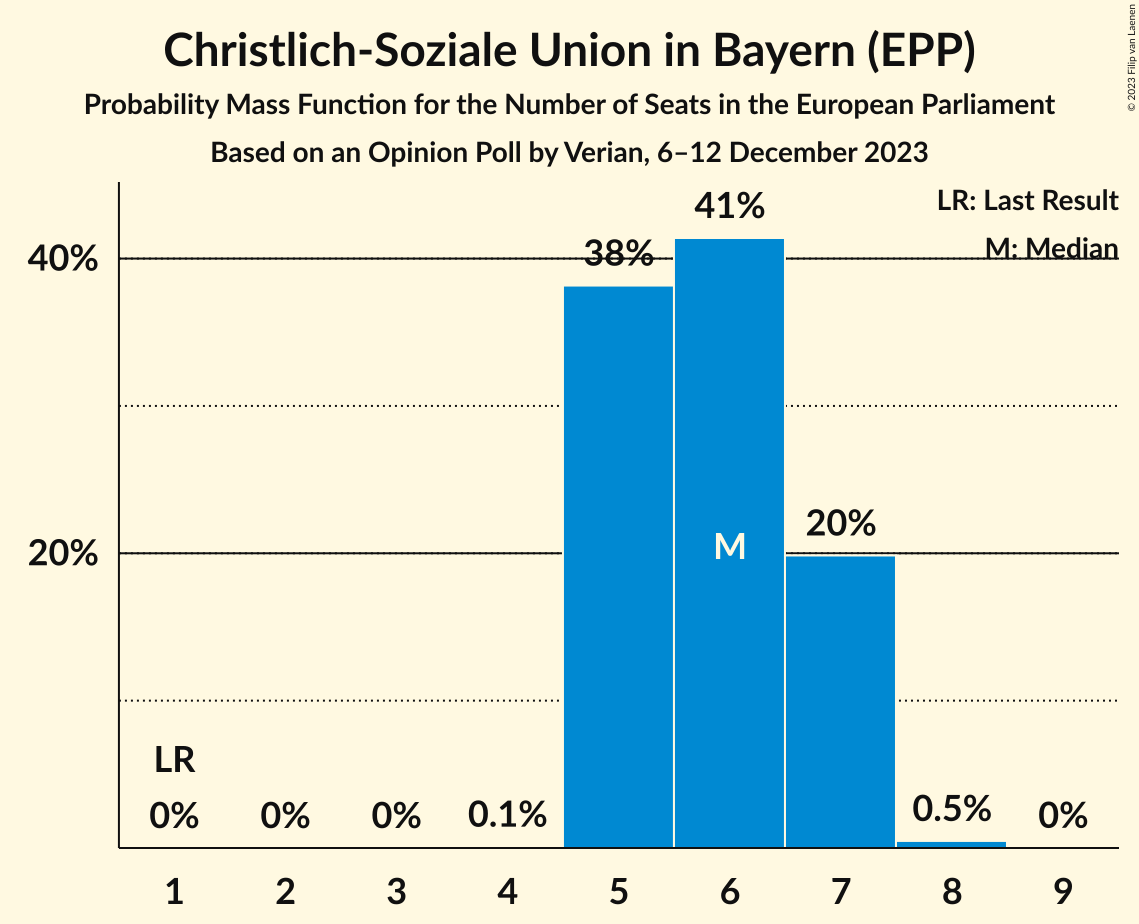 Christlich-Soziale Union in Bayern (EPP)
Probability Mass Function for the Number of Seats in the European Parliament
Based on an Opinion Poll by Verian, 6–12 December 2023
© 2023 Filip van Laenen
LR: Last Result
M: Median
40%
20%
LR
0%
0%
0%
0.1%
38%
41%
M
20%
0.5%
0%
1 2 3 4 5 6 7 8 9